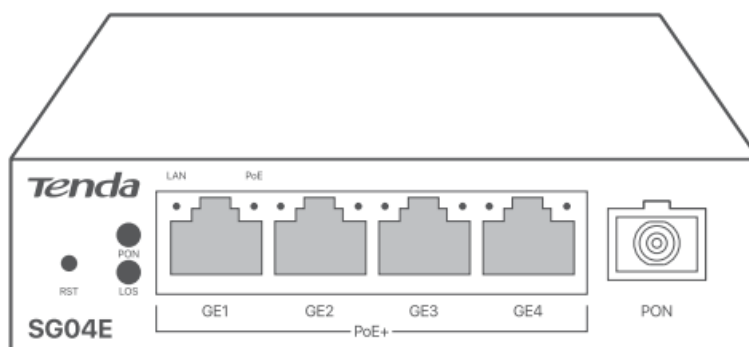 Tenda
LAN PoE
PON
LOS
RST
GE1 GE2 GE3 GE4 PON
PoE+
SG04E